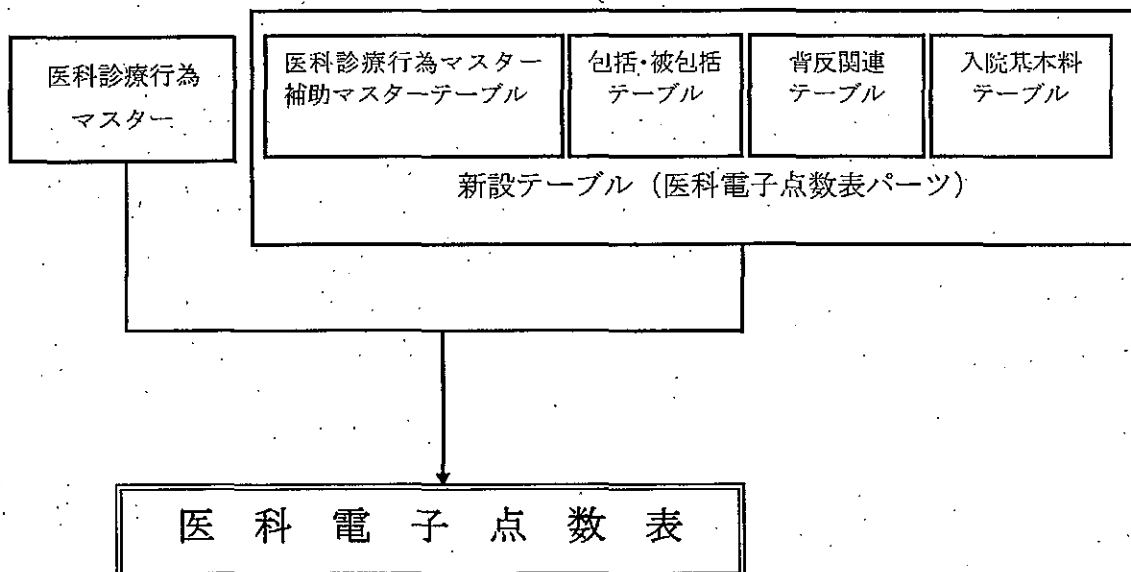 医科診療行為
マスター
医科診療行為マスター
補助マスターテーブル
包括・被包括
テーブル
背反関連
テーブル
入院基本料
テーブル
新設テーブル（医科電子点数表パーツ）
医科電子点数表